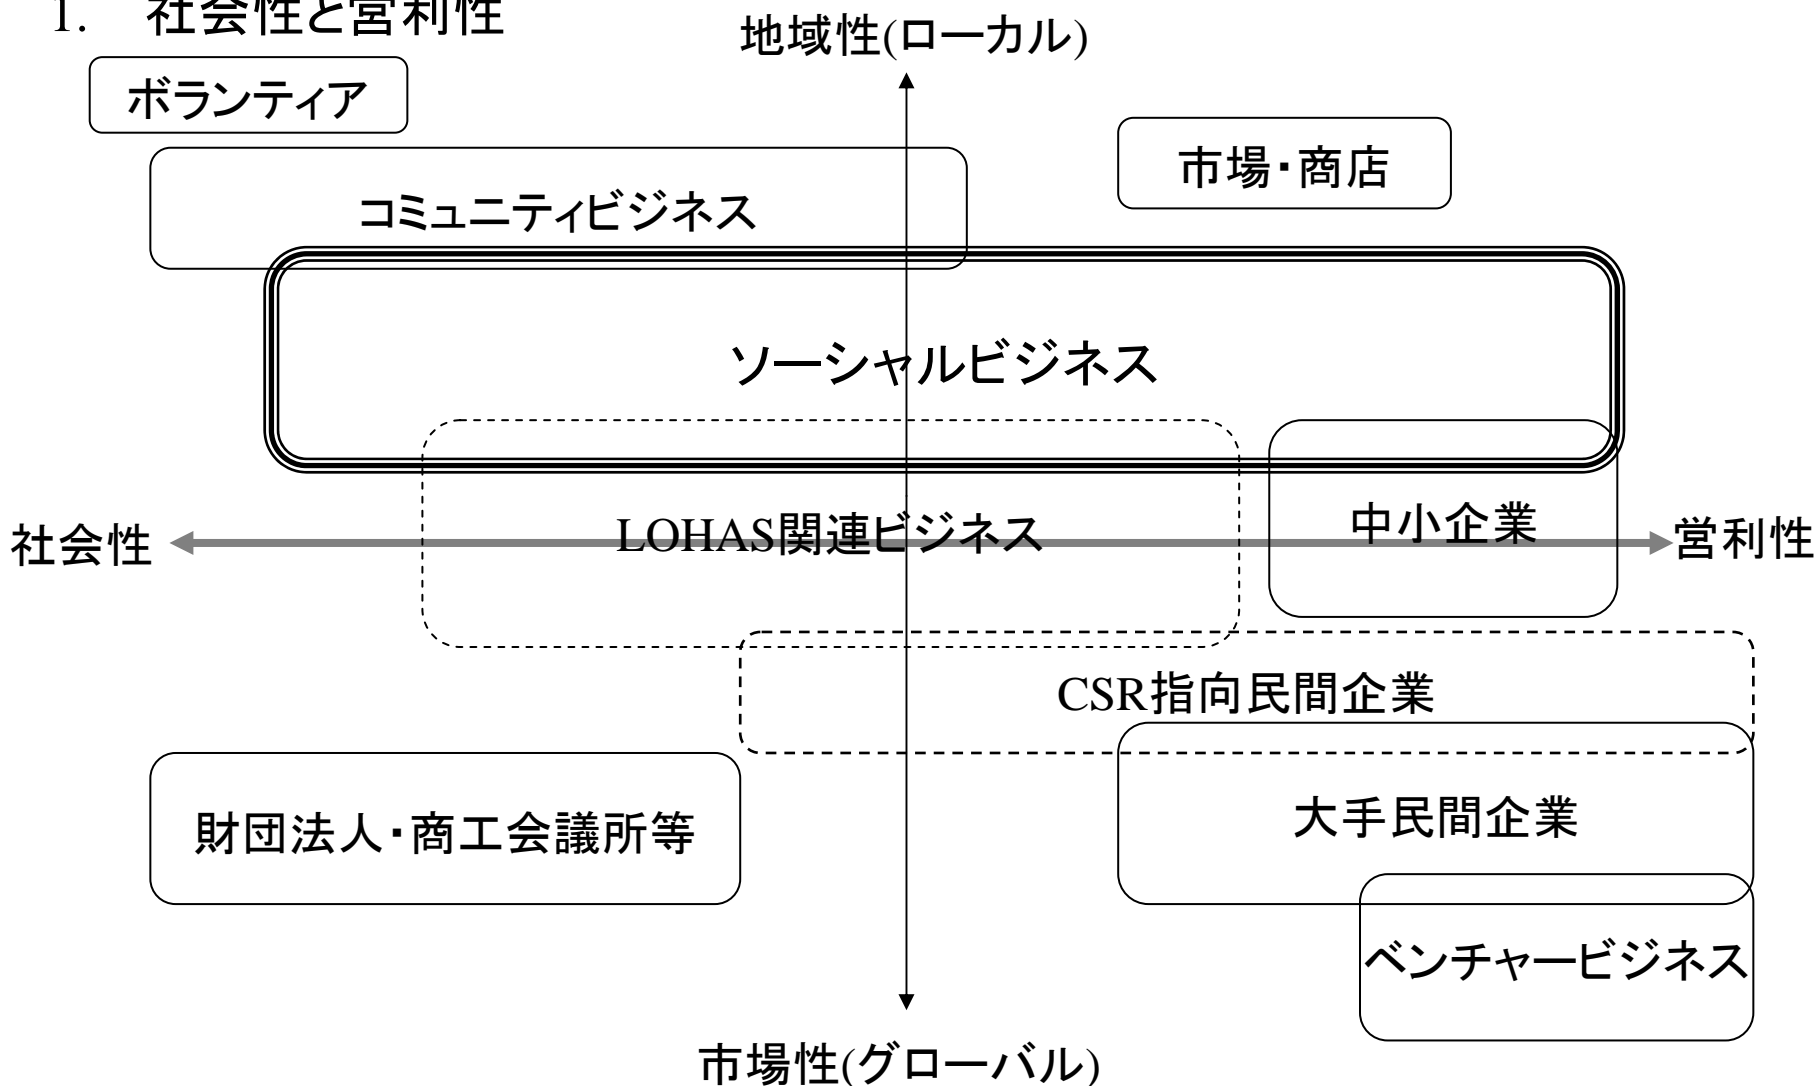 1. 社会性と営利性
地域性(ローカル)
ボランティア
市場・商店
コミュニティビジネス
ソーシャルビジネス
社会性
LOHAS関連ビジネス
中小企業
営利性
CSR指向民間企業
財団法人・商工会議所等
大手民間企業
ベンチャービジネス
市場性(グローバル)